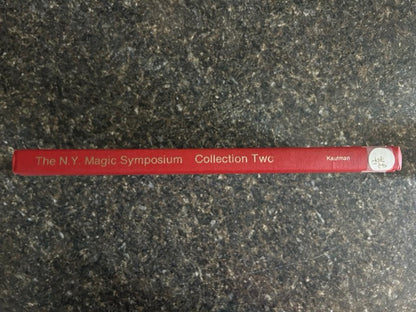 The N.Y. Magic Symposium Collection Two Kaufman